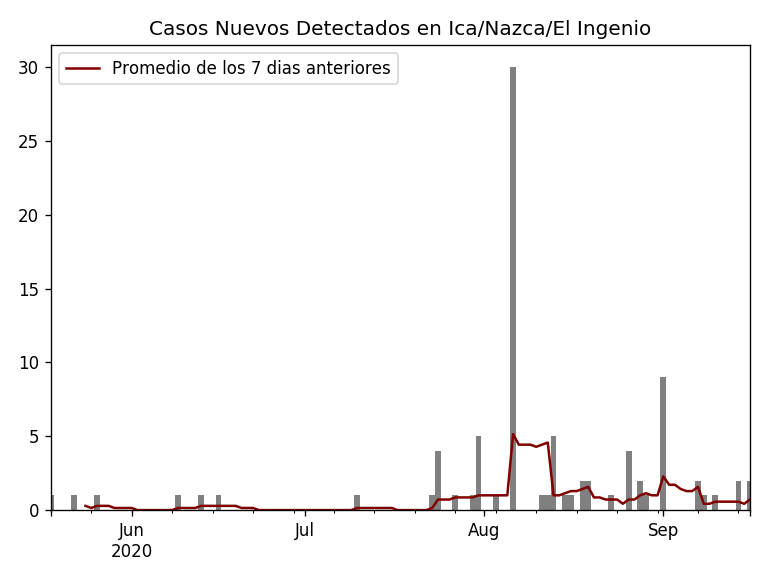 Casos Nuevos Detectados en Ica/Nazca/El Ingenio
Promedio de los 7 dias anteriores
30
25
20
15
10
5
0
Jun
2020
Jul
Aug
Sep